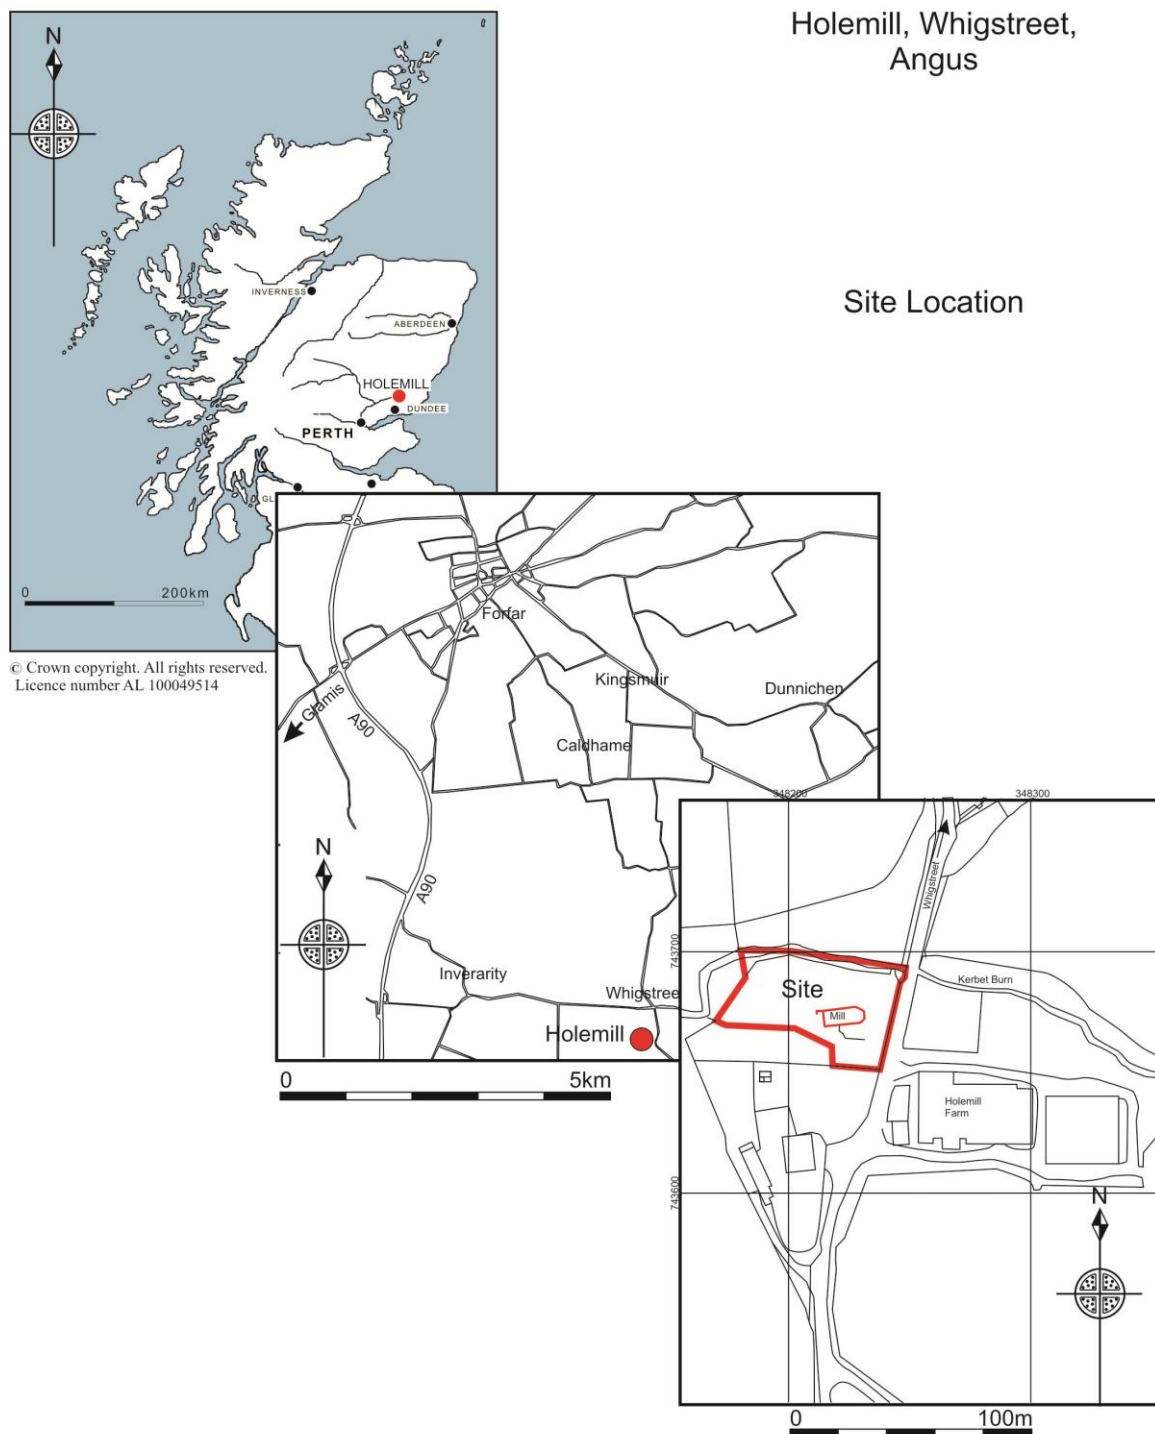 Holemill, Whigstreet,
Angus
Site Location
N
INVERNESS
ABERDEEN
HOLEMILL
DUNDEE
PERTH
GL
0 200km
© Crown copyright. All rights reserved.
Licence number AL 100049514
Forfar
Kingsmuir
Dunnichen
Glamis
A90
Caldhame
N
A90
Inverarity
Whigstree
Holemill
0 5km
348200 348300
Whigstreet
743700
Kerbet Burn
Site
Mill
Holemill
Farm
743600
N
0 100m